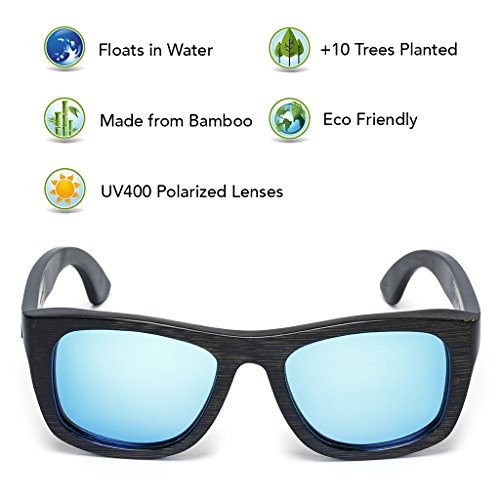 Floats in Water
+10 Trees Planted
Made from Bamboo
Eco Friendly
UV400 Polarized Lenses